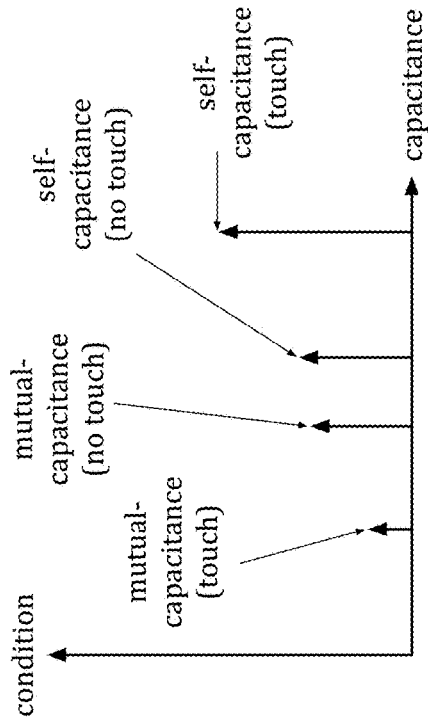 condition
mutual-
capacitance
(touch)
mutual-
capacitance
(no touch)
self-
capacitance
(no touch)
self-
capacitance
(touch)
capacitance